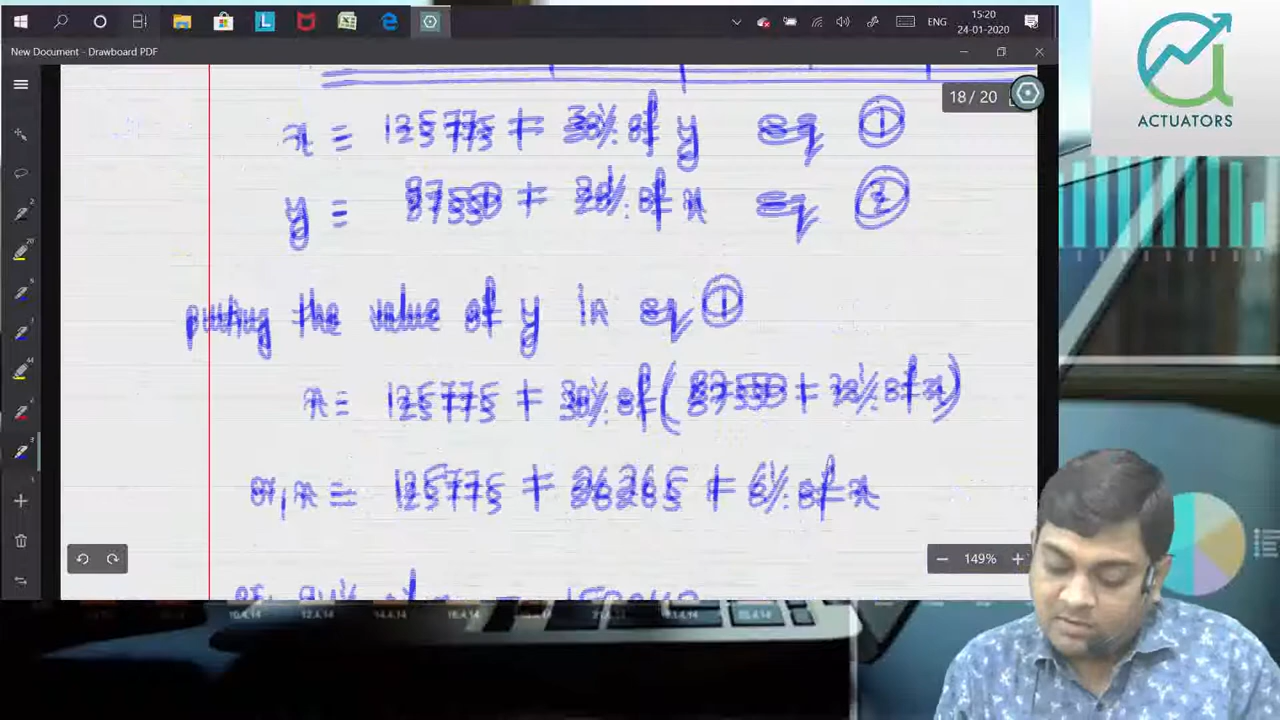 15:20
ENG
24-01-2020
New Document - Drawboard PDF
18 / 20
ACTUATORS
x = 125775 + 30% of y eq ①
y = 87550 + 20% of x eq ②
putting the value of y in eq ①
x = 125775 + 30% of (87550 + 20% of x)
or, x = 125775 + 26265 + 6% of x
149%